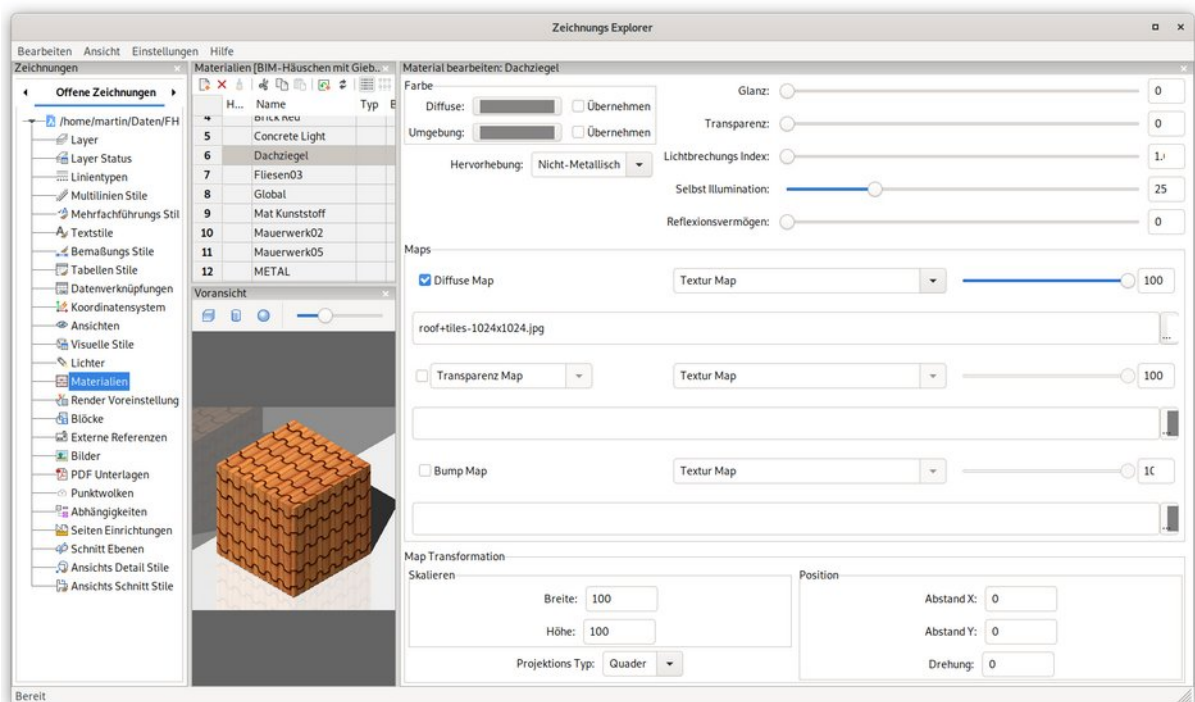 Zeichnungs Explorer
Bearbeiten Ansicht Einstellungen Hilfe
Zeichnungen
Offene Zeichnungen
/home/martin/Daten/FH
Layer
Layer Status
Linientypen
Multilinien Stile
Mehrfachführungs Stil
Textstile
Bemaßungs Stile
Tabellen Stile
Datenverknüpfungen
Koordinatensystem
Ansichten
Visuelle Stile
Lichter
Materialien
Render Voreinstellung
Blöcke
Externe Referenzen
Bilder
PDF Unterlagen
Punktwolken
Abhängigkeiten
Seiten Einrichtungen
Schnitt Ebenen
Ansichts Detail Stile
Ansichts Schnitt Stile
Materialien [BIM-Häuschen mit Gieb..
H... Name Typ B
4 Brick Red
5 Concrete Light
6 Dachziegel
7 Fliesen03
8 Global
9 Mat Kunststoff
10 Mauerwerk02
11 Mauerwerk05
12 METAL
Voransicht
Material bearbeiten: Dachziegel
Farbe
Diffuse: Übernehmen
Umgebung: Übernehmen
Hervorhebung: Nicht-Metallisch
Glanz: 0
Transparenz: 0
Lichtbrechungs Index: 1.
Selbst Illumination: 25
Reflexionsvermögen: 0
Maps
Diffuse Map Textur Map 100
roof+tiles-1024x1024.jpg
...
Transparenz Map Textur Map 100
...
Bump Map Textur Map 10
...
Map Transformation
Skalieren
Breite: 100
Höhe: 100
Projektions Typ: Quader
Position
Abstand X: 0
Abstand Y: 0
Drehung: 0
Bereit